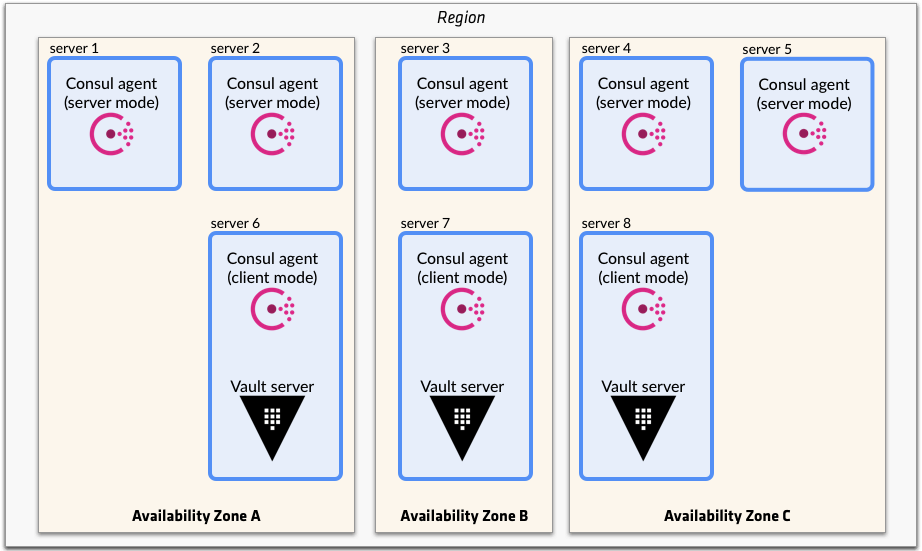 Region
server 1
Consul agent
(server mode)
server 2
Consul agent
(server mode)
server 3
Consul agent
(server mode)
server 4
Consul agent
(server mode)
server 5
Consul agent
(server mode)
server 6
Consul agent
(client mode)
Vault server
server 7
Consul agent
(client mode)
Vault server
server 8
Consul agent
(client mode)
Vault server
Availability Zone A
Availability Zone B
Availability Zone C